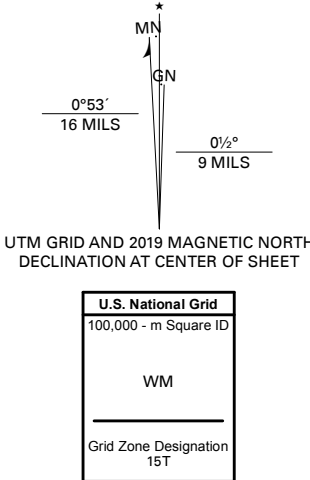 ★
MN
GN
0°53´
16 MILS
0½°
9 MILS
UTM GRID AND 2019 MAGNETIC NORTH
DECLINATION AT CENTER OF SHEET
U.S. National Grid
100,000 - m Square ID
WM
Grid Zone Designation
15T